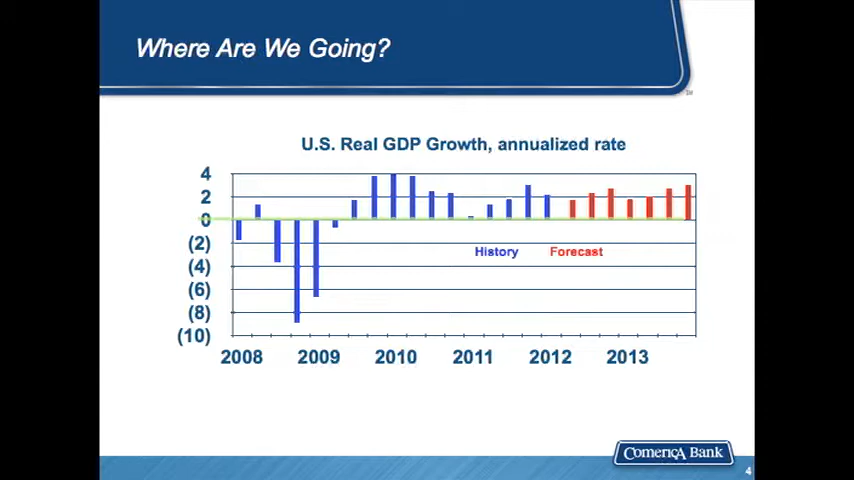 Where Are We Going?
SM
U.S. Real GDP Growth, annualized rate
4
2
0
(2)
History Forecast
(4)
(6)
(8)
(10)
2008 2009 2010 2011 2012 2013
Comerica Bank
4